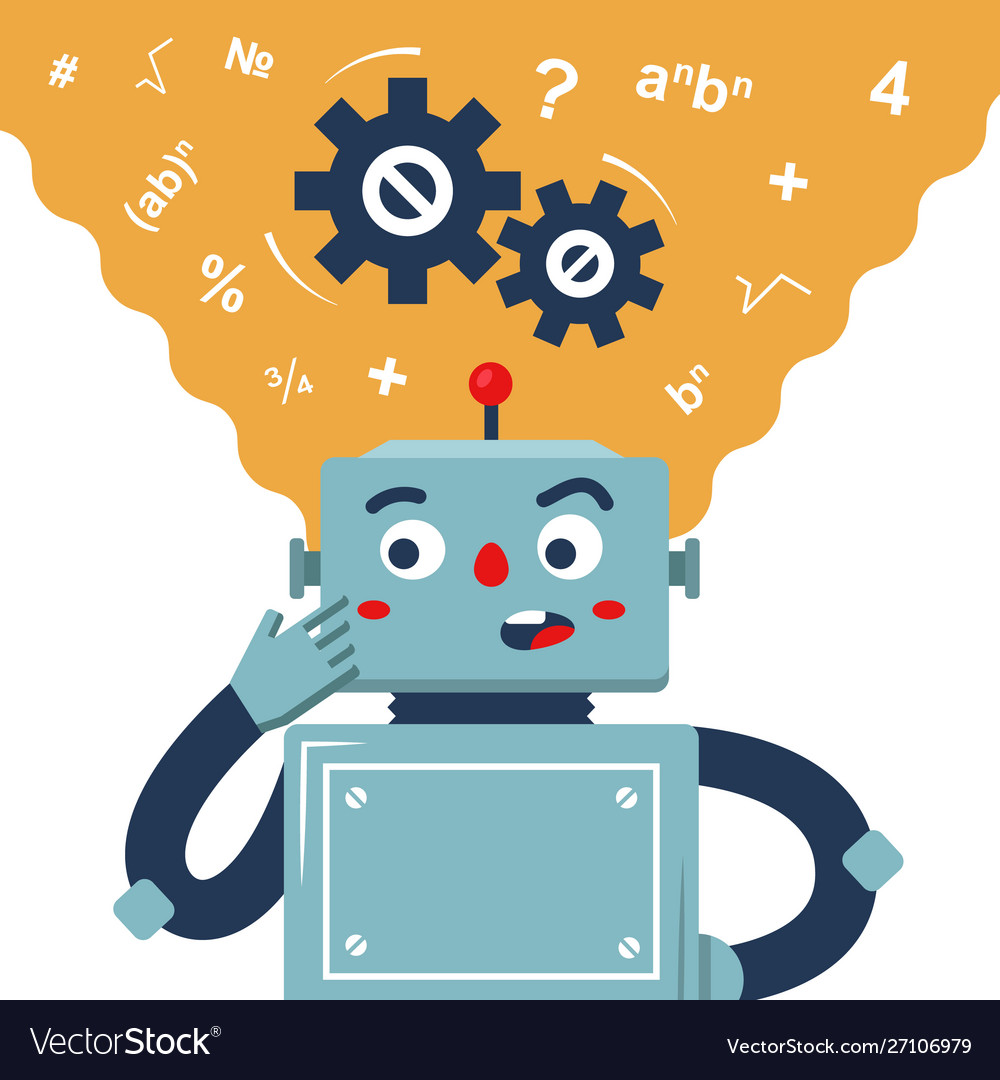 # √ № ? aⁿbⁿ 4
(ab)ⁿ +
% √
¾ + bⁿ
VectorStock®
VectorStock.com/27106979